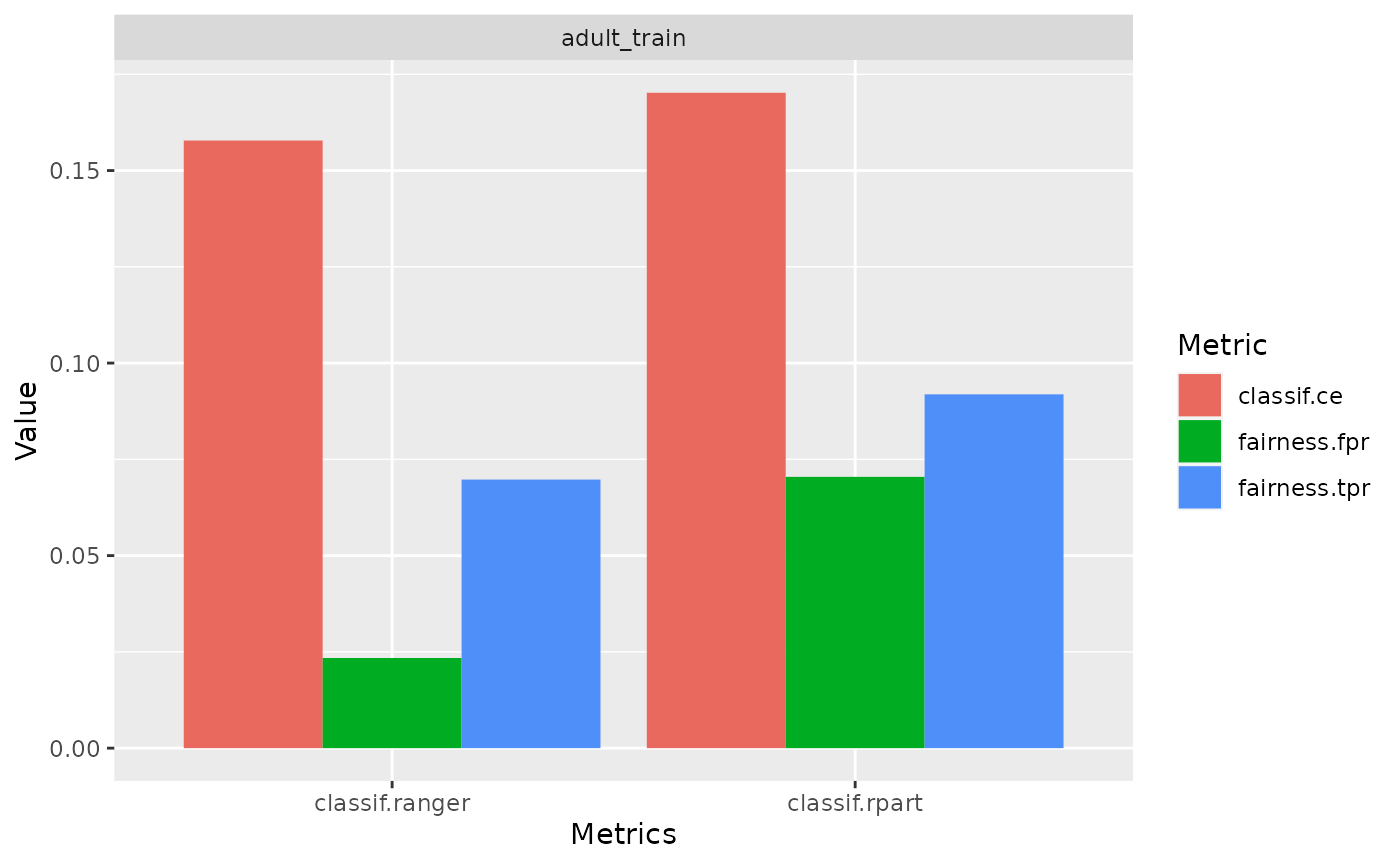 adult_train
0.15
0.10
0.05
0.00
Value
classif.ranger
classif.rpart
Metrics
Metric
classif.ce
fairness.fpr
fairness.tpr